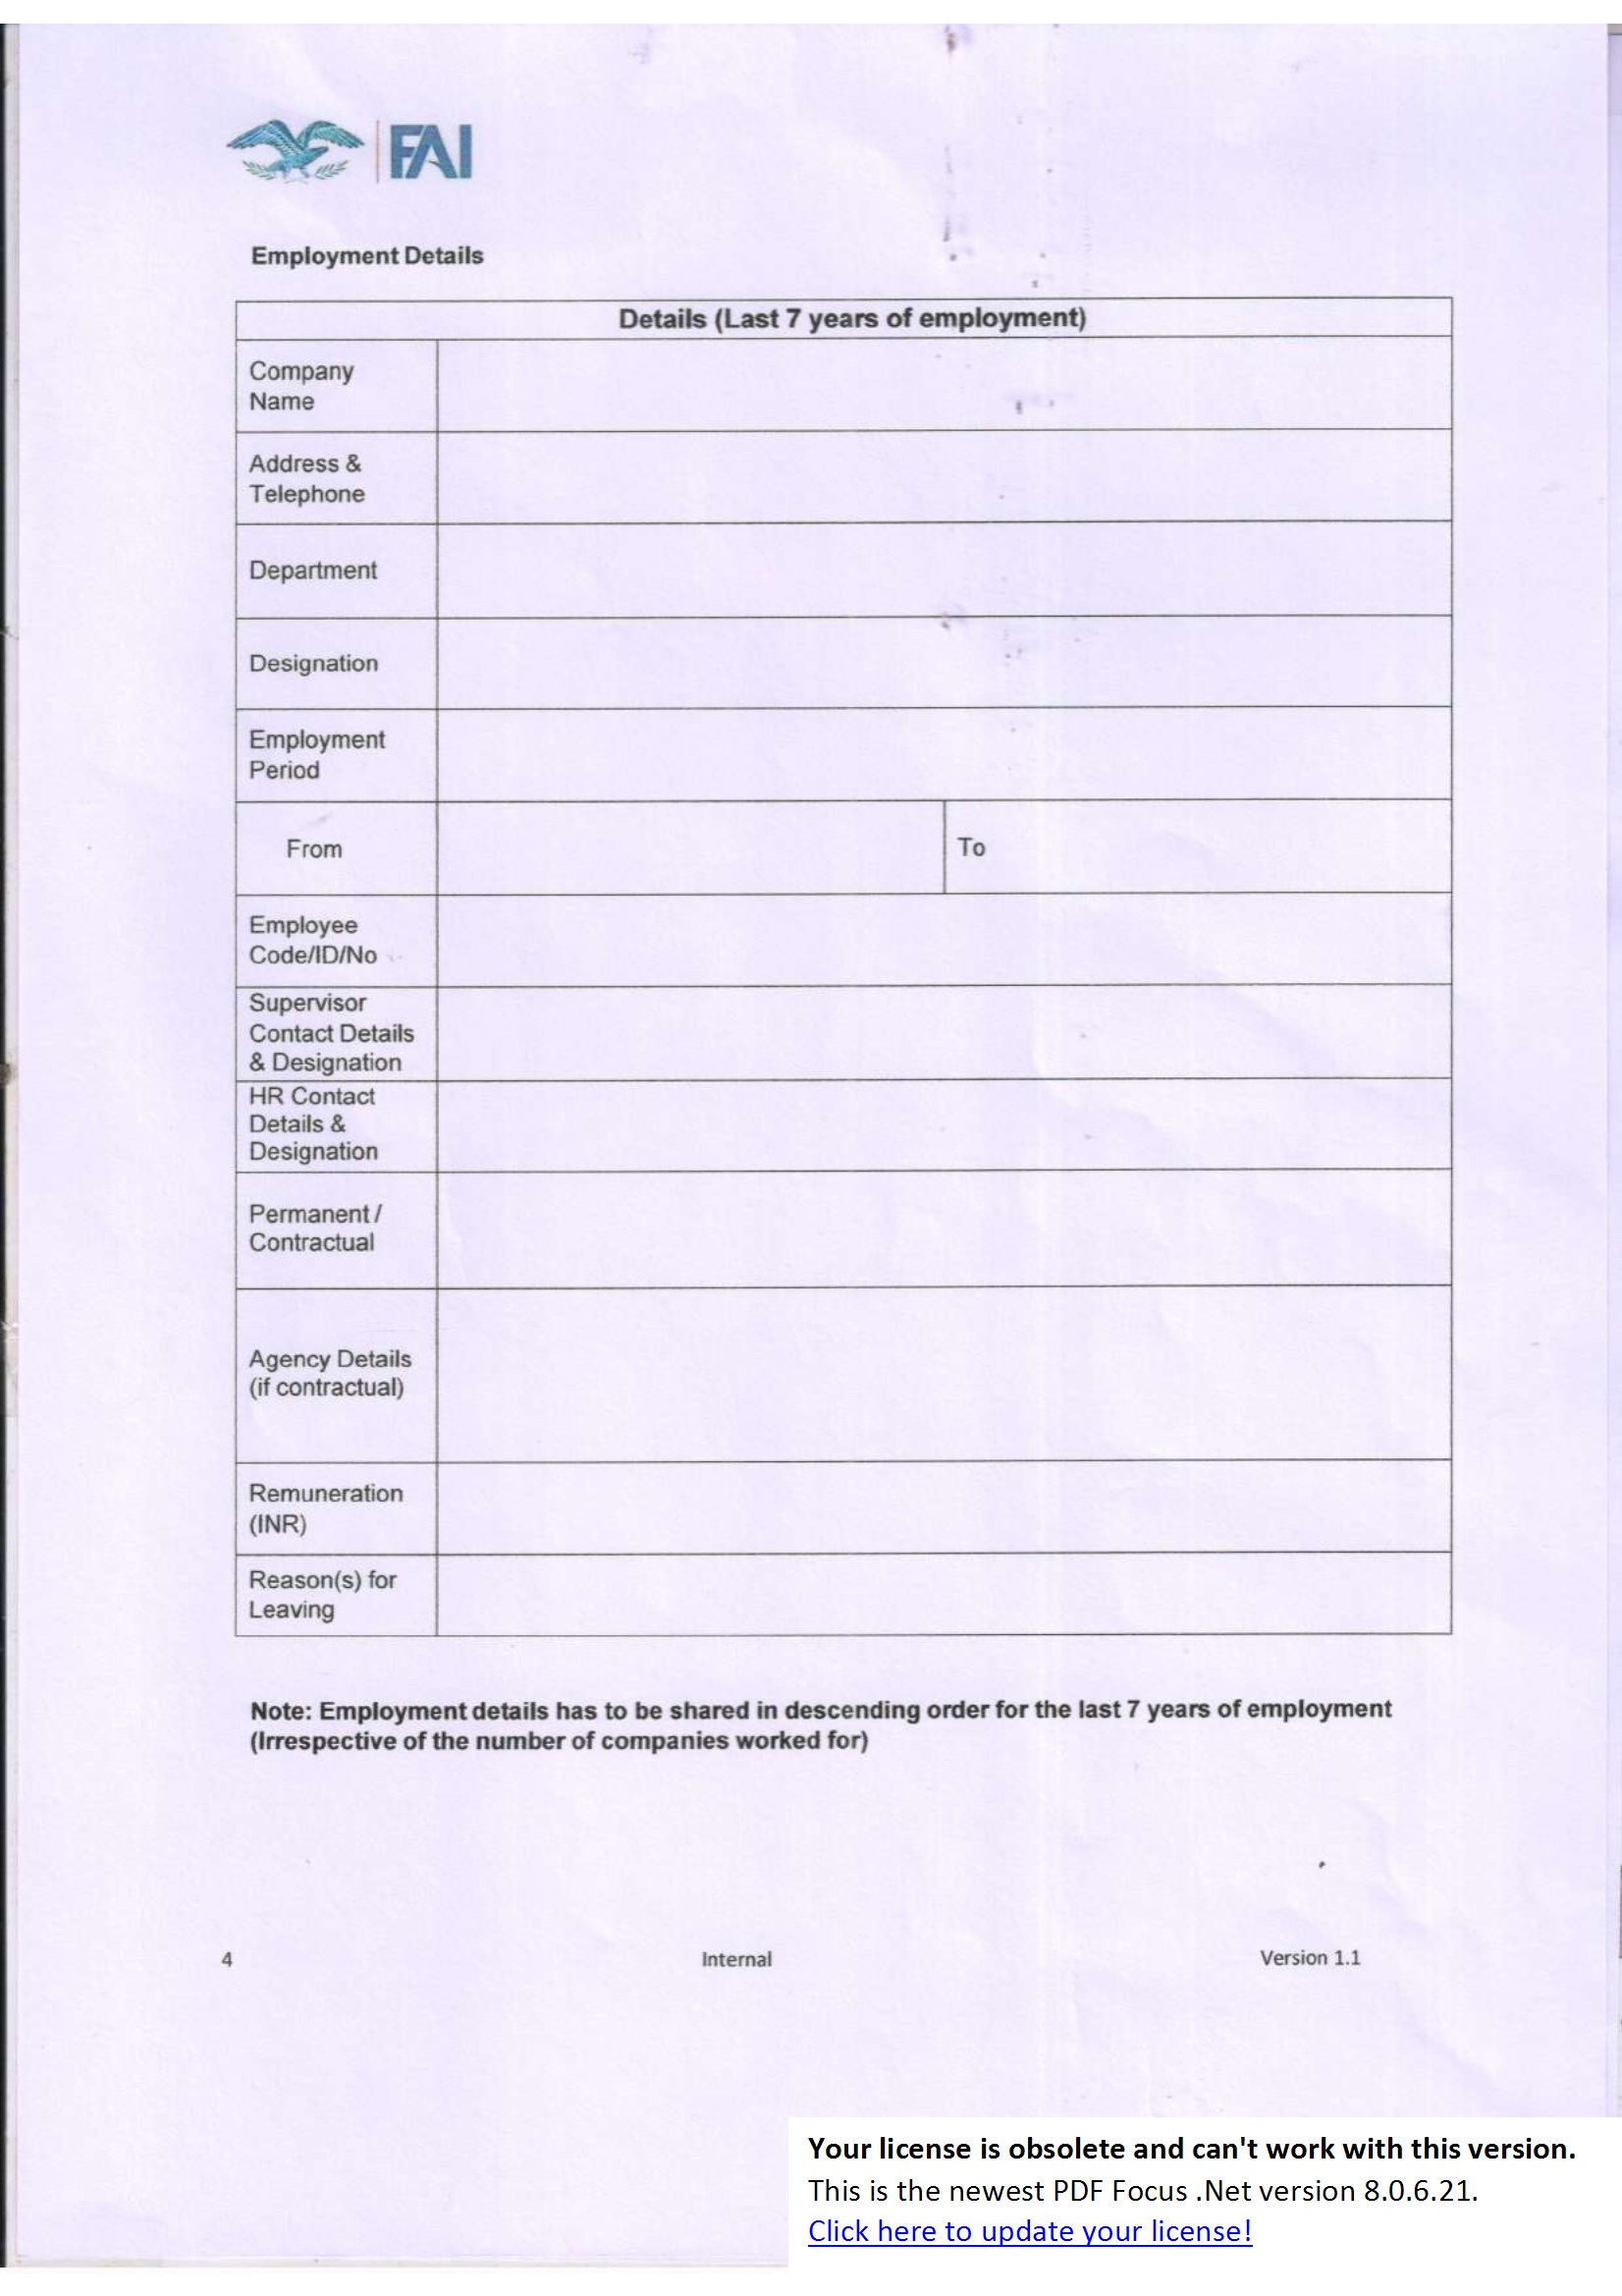 FAI
Employment Details
Details (Last 7 years of employment)
Company
Name
Address &
Telephone
Department
Designation
Employment
Period
From
To
Employee
Code/ID/No
Supervisor
Contact Details
& Designation
HR Contact
Details &
Designation
Permanent /
Contractual
Agency Details
(if contractual)
Remuneration
(INR)
Reason(s) for
Leaving
Note: Employment details has to be shared in descending order for the last 7 years of employment
(Irrespective of the number of companies worked for)
4 Internal Version 1.1
Your license is obsolete and can't work with this version.
This is the newest PDF Focus .Net version 8.0.6.21.
Click here to update your license!